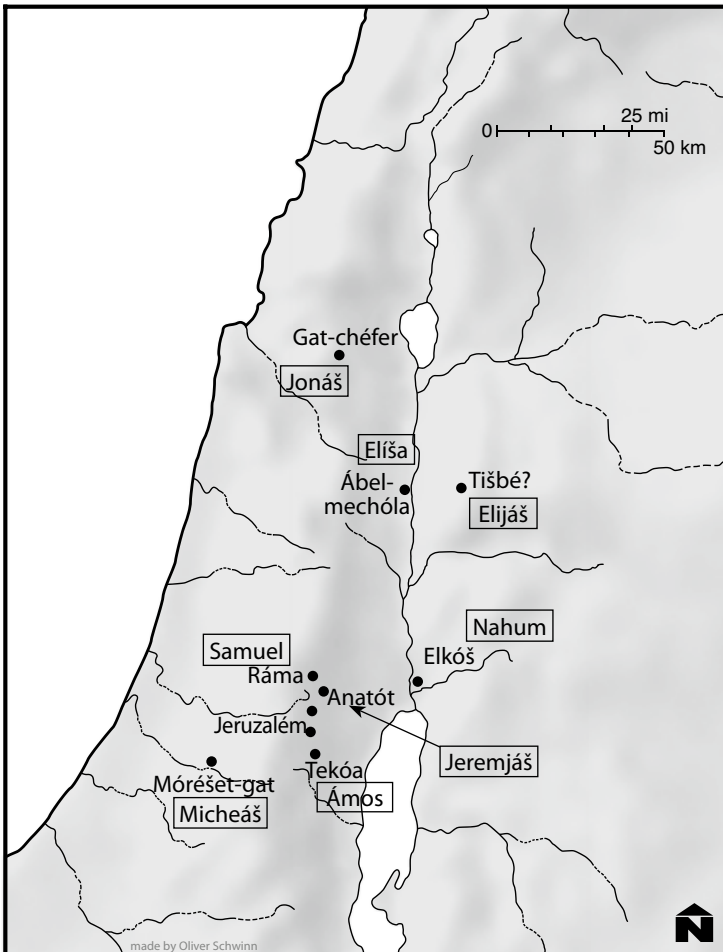 25 mi
0
50 km
Gat-chéfer
Jonáš
Elíša
Ábel-
mechóla
Tišbé?
Elijáš
Nahum
Samuel
Elkóš
Ráma
Anatót
Jeruzalém
Jeremjáš
Tekóa
Móréšet-gat
Ámos
Micheáš
made by Oliver Schwinn
N